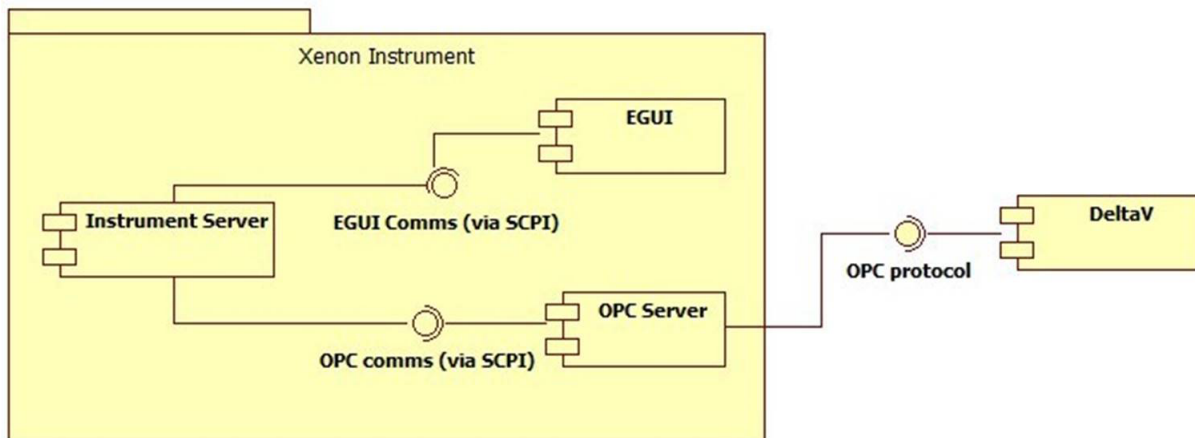 Xenon Instrument
EGUI
Instrument Server
EGUI Comms (via SCPI)
DeltaV
OPC protocol
OPC Server
OPC comms (via SCPI)